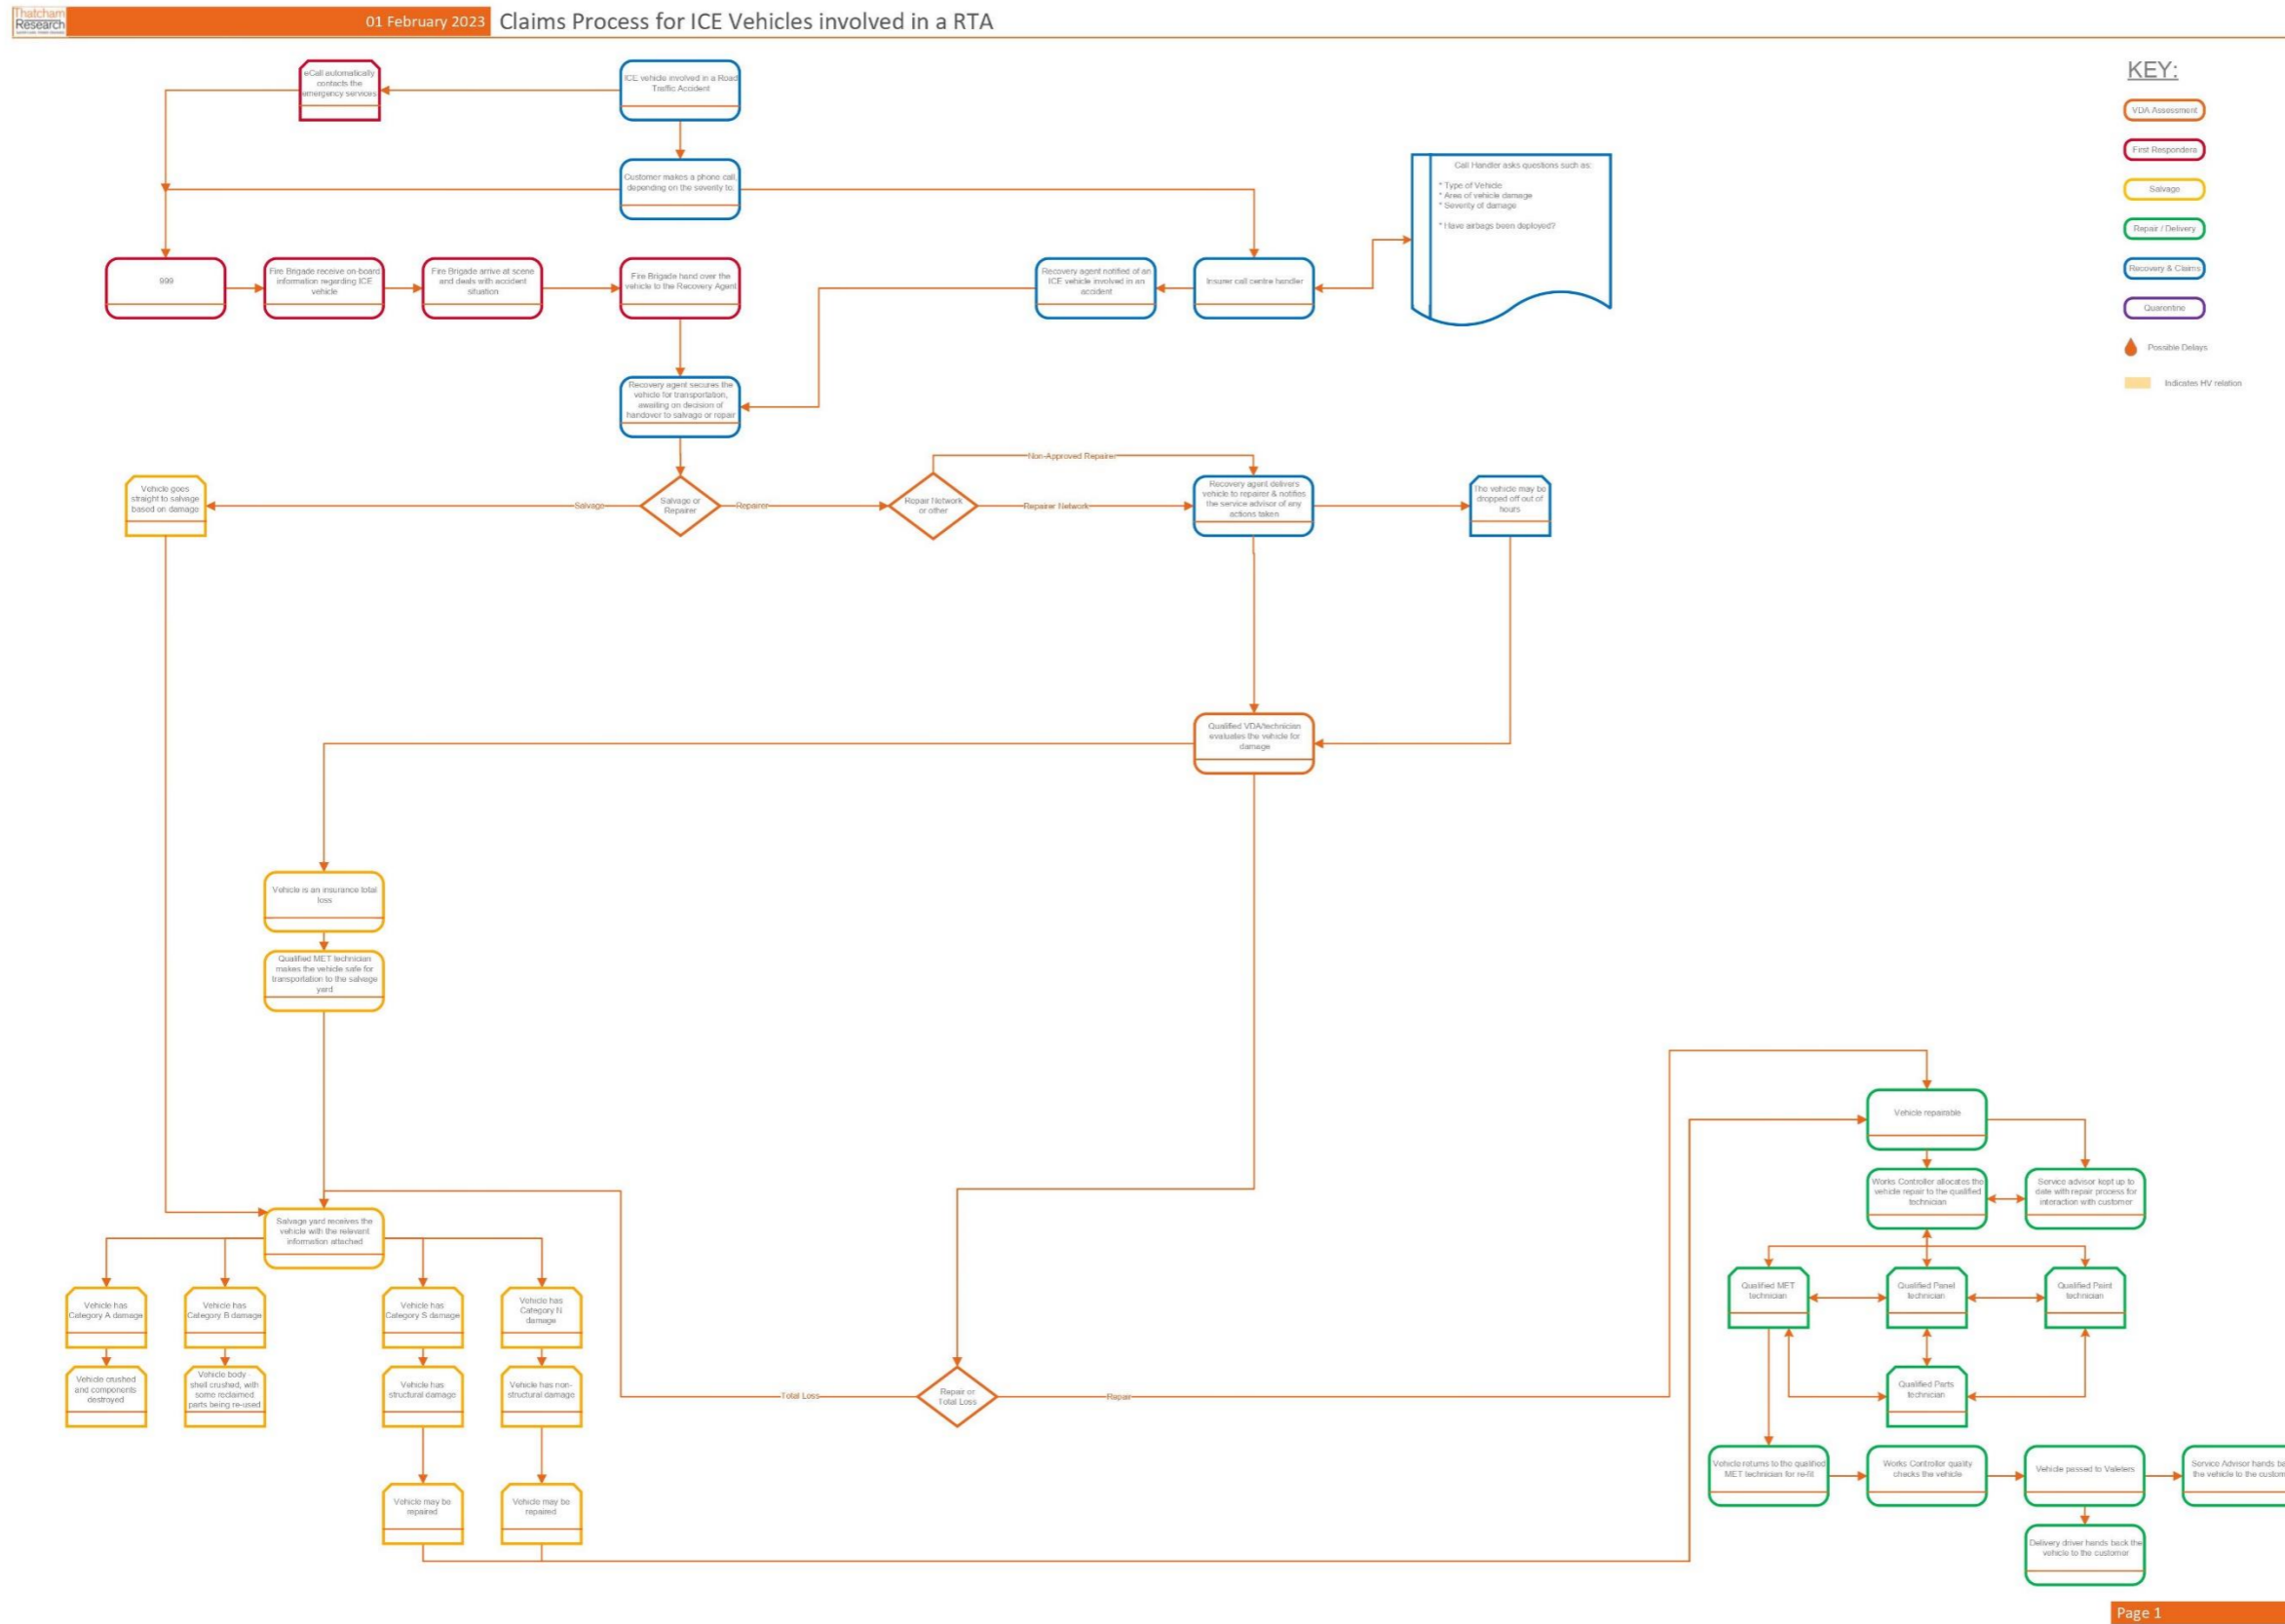 Thatcham
Research
01 February 2023
Claims Process for ICE Vehicles involved in a RTA
eCall automatically
contacts the
emergency services
ICE vehicle involved in a Road
Traffic Accident
KEY:
VDA Assessment
First Responders
Salvage
Repair / Delivery
Recovery & Claims
Quarentine
Possible Delays
Indicates HV relation
Customer makes a phone call,
depending on the severity to:
Call Handler asks questions such as:
* Type of Vehicle
* Area of vehicle damage
* Severity of damage
* Have airbags been deployed?
999
Fire Brigade receive on-board
information regarding ICE
vehicle
Fire Brigade arrive at scene
and deals with accident
situation
Fire Brigade hand over the
vehicle to the Recovery Agent
Recovery agent notified of an
ICE vehicle involved in an
accident
Insurer call centre handler
Recovery agent secures the
vehicle for transportation,
awaiting on decision of
handover to salvage or repair
Non-Approved Repairer
Vehicle goes
straight to salvage
based on damage
Salvage
Salvage or
Repairer
Repairer
Repair Network
or other
Repairer Network
Recovery agent delivers
vehicle to repairer & notifies
the service advisor of any
actions taken
The vehicle may be
dropped off out of
hours
Qualified VDA/technician
evaluates the vehicle for
damage
Vehicle is an insurance total
loss
Qualified MET technician
makes the vehicle safe for
transportation to the salvage
yard
Vehicle repairable
Works Controller allocates the
vehicle repair to the qualified
technician
Service advisor kept up to
date with repair process for
interaction with customer
Salvage yard receives the
vehicle with the relevant
information attached
Vehicle has
Category A damage
Vehicle has
Category B damage
Vehicle has
Category S damage
Vehicle has
Category N
damage
Qualified MET
technician
Qualified Panel
technician
Qualified Paint
technician
Vehicle crushed
and components
destroyed
Vehicle body-
shell crushed, with
some reclaimed
parts being re-used
Vehicle has
structural damage
Vehicle has non-
structural damage
Total Loss
Repair or
Total Loss
Repair
Qualified Parts
technician
Vehicle may be
repaired
Vehicle may be
repaired
Vehicle returns to the qualified
MET technician for re-fit
Works Controller quality
checks the vehicle
Vehicle passed to Valeters
Service Advisor hands ba
the vehicle to the custom
Delivery driver hands back the
vehicle to the customer
Page 1